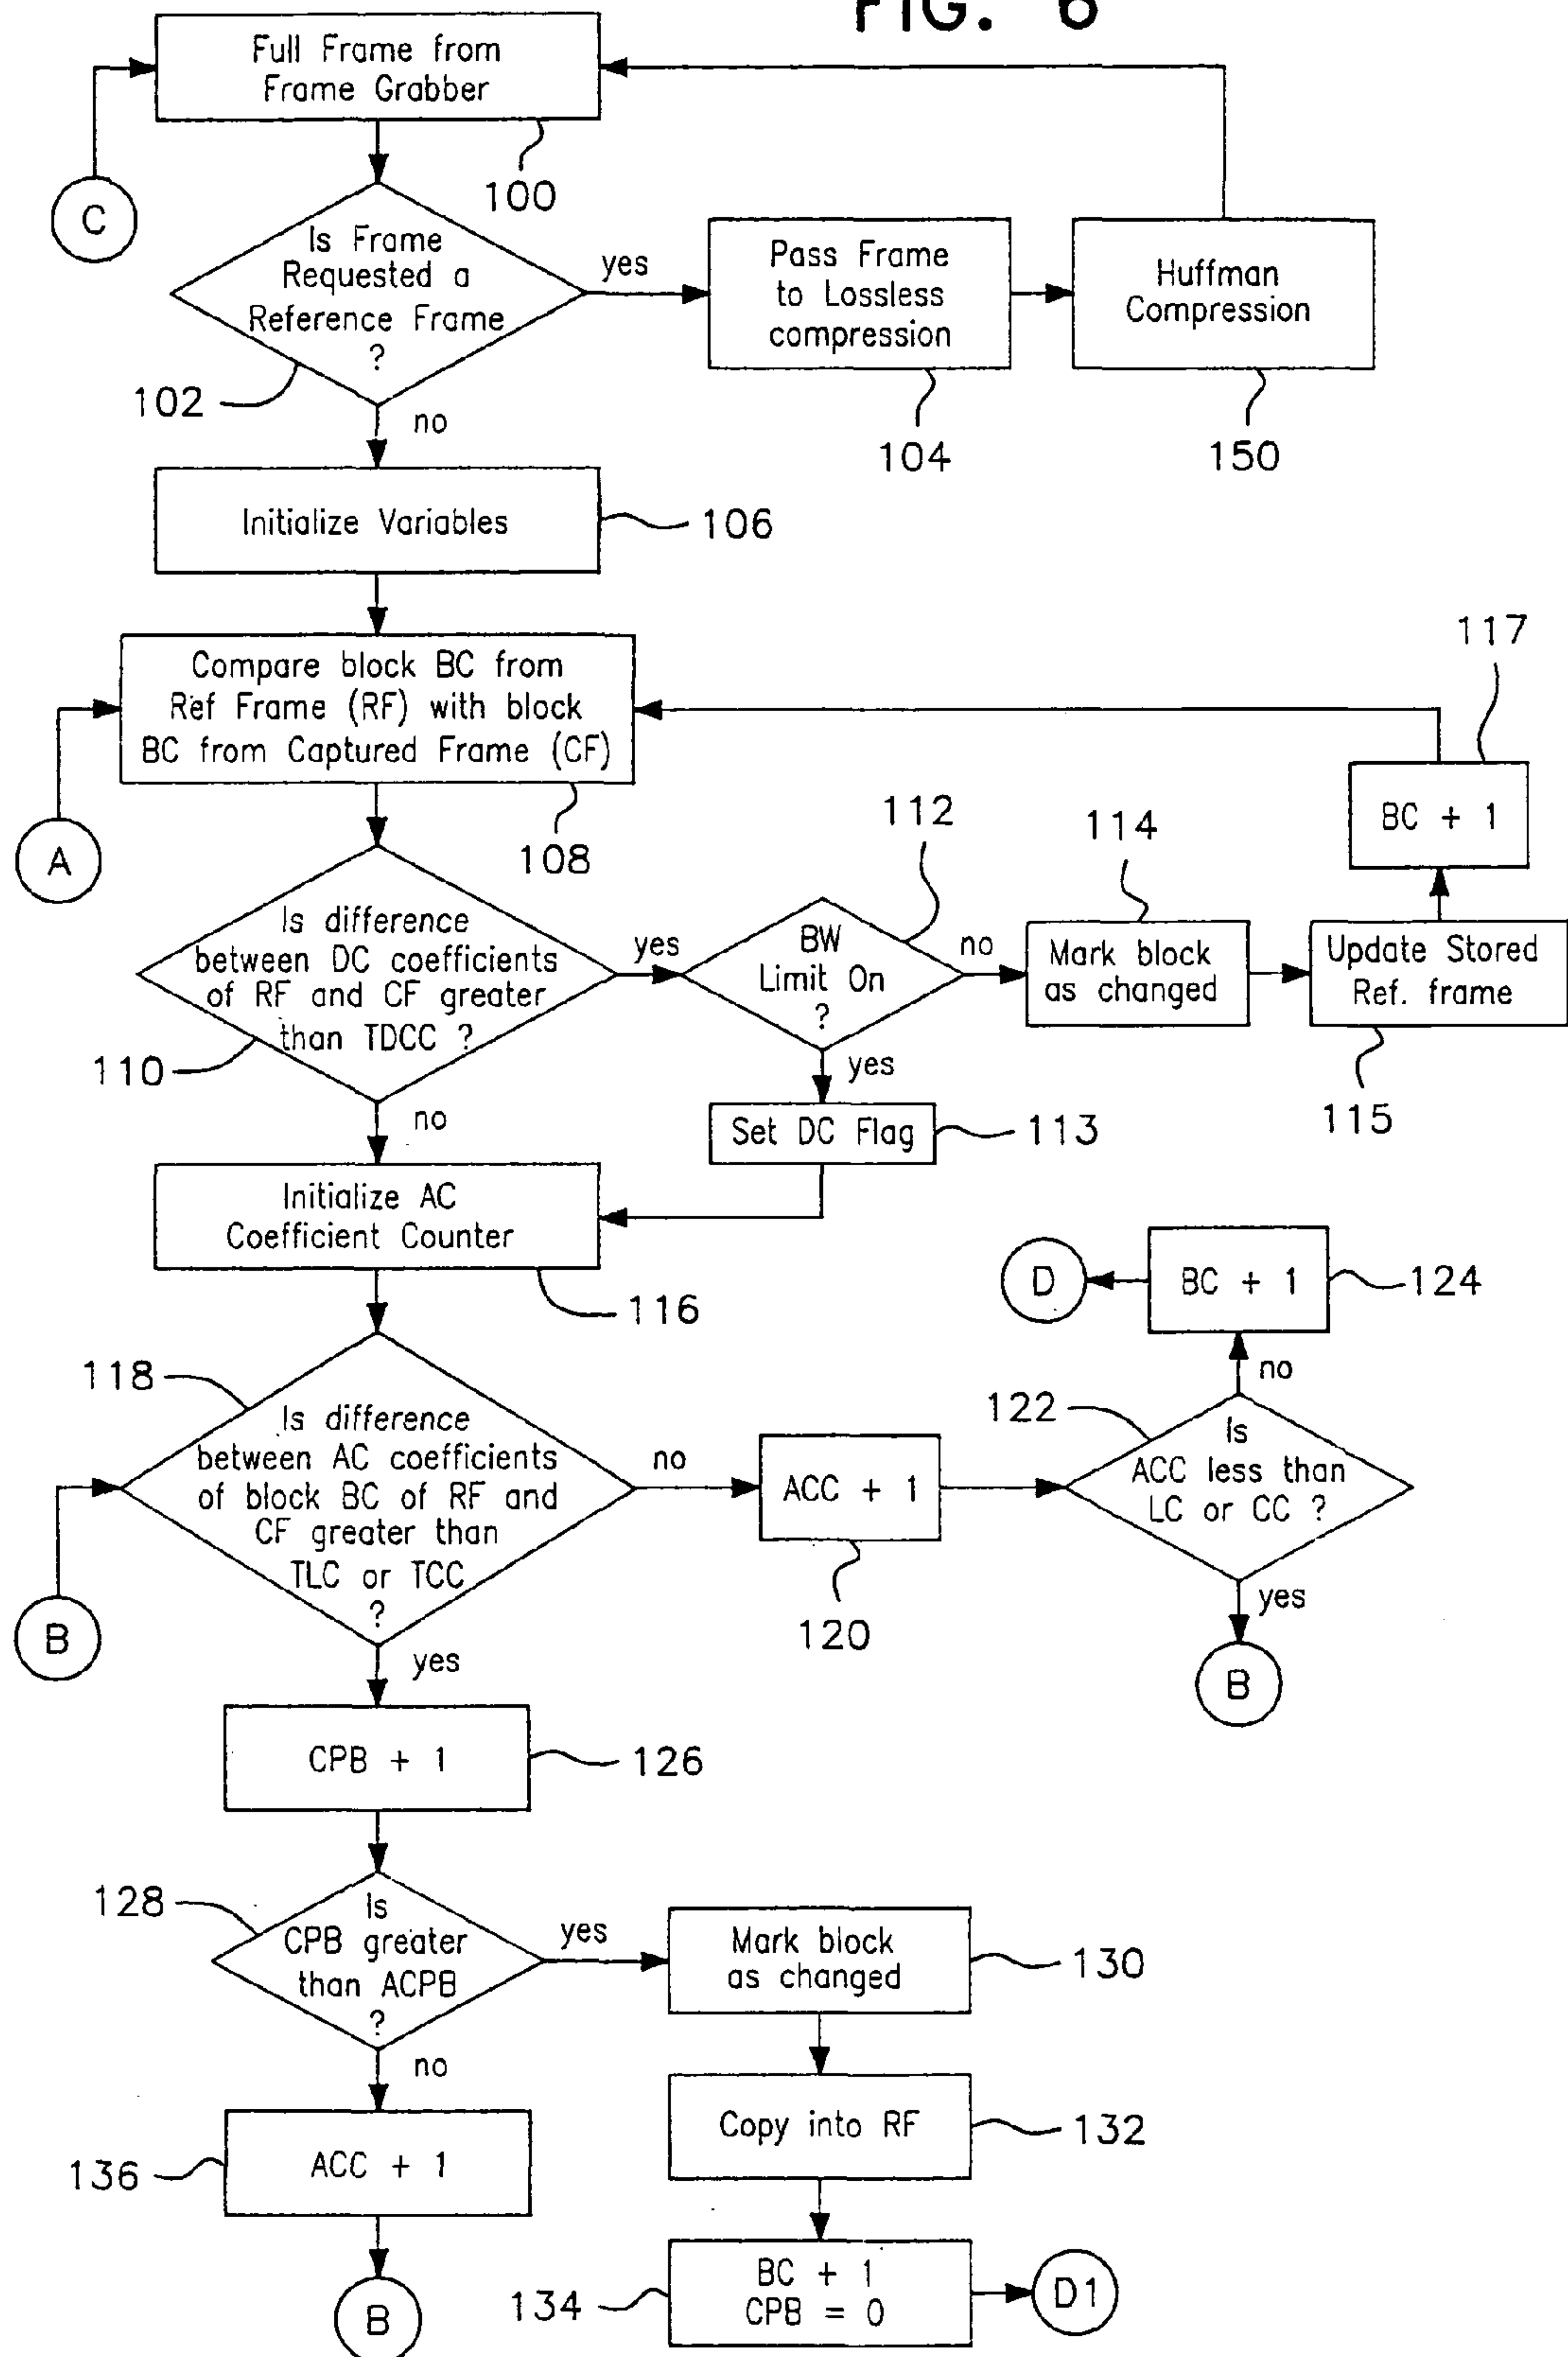 FIG. 6
Full Frame from
Frame Grabber
100
C
Is Frame
Requested a
Reference Frame
?
102
yes
no
Pass Frame
to Lossless
compression
104
Huffman
Compression
150
Initialize Variables
106
Compare block BC from
Ref Frame (RF) with block
BC from Captured Frame (CF)
108
A
117
BC + 1
Is difference
between DC coefficients
of RF and CF greater
than TDCC ?
110
yes
no
112
BW
Limit On
?
no
yes
114
Mark block
as changed
Update Stored
Ref. frame
115
Set DC Flag
113
Initialize AC
Coefficient Counter
116
D
BC + 1
124
no
118
Is difference
between AC coefficients
of block BC of RF and
CF greater than
TLC or TCC
?
B
no
yes
ACC + 1
120
122
Is
ACC less than
LC or CC ?
yes
B
CPB + 1
126
128
Is
CPB greater
than ACPB
?
yes
no
Mark block
as changed
130
Copy into RF
132
136
ACC + 1
B
134
BC + 1
CPB = 0
D1